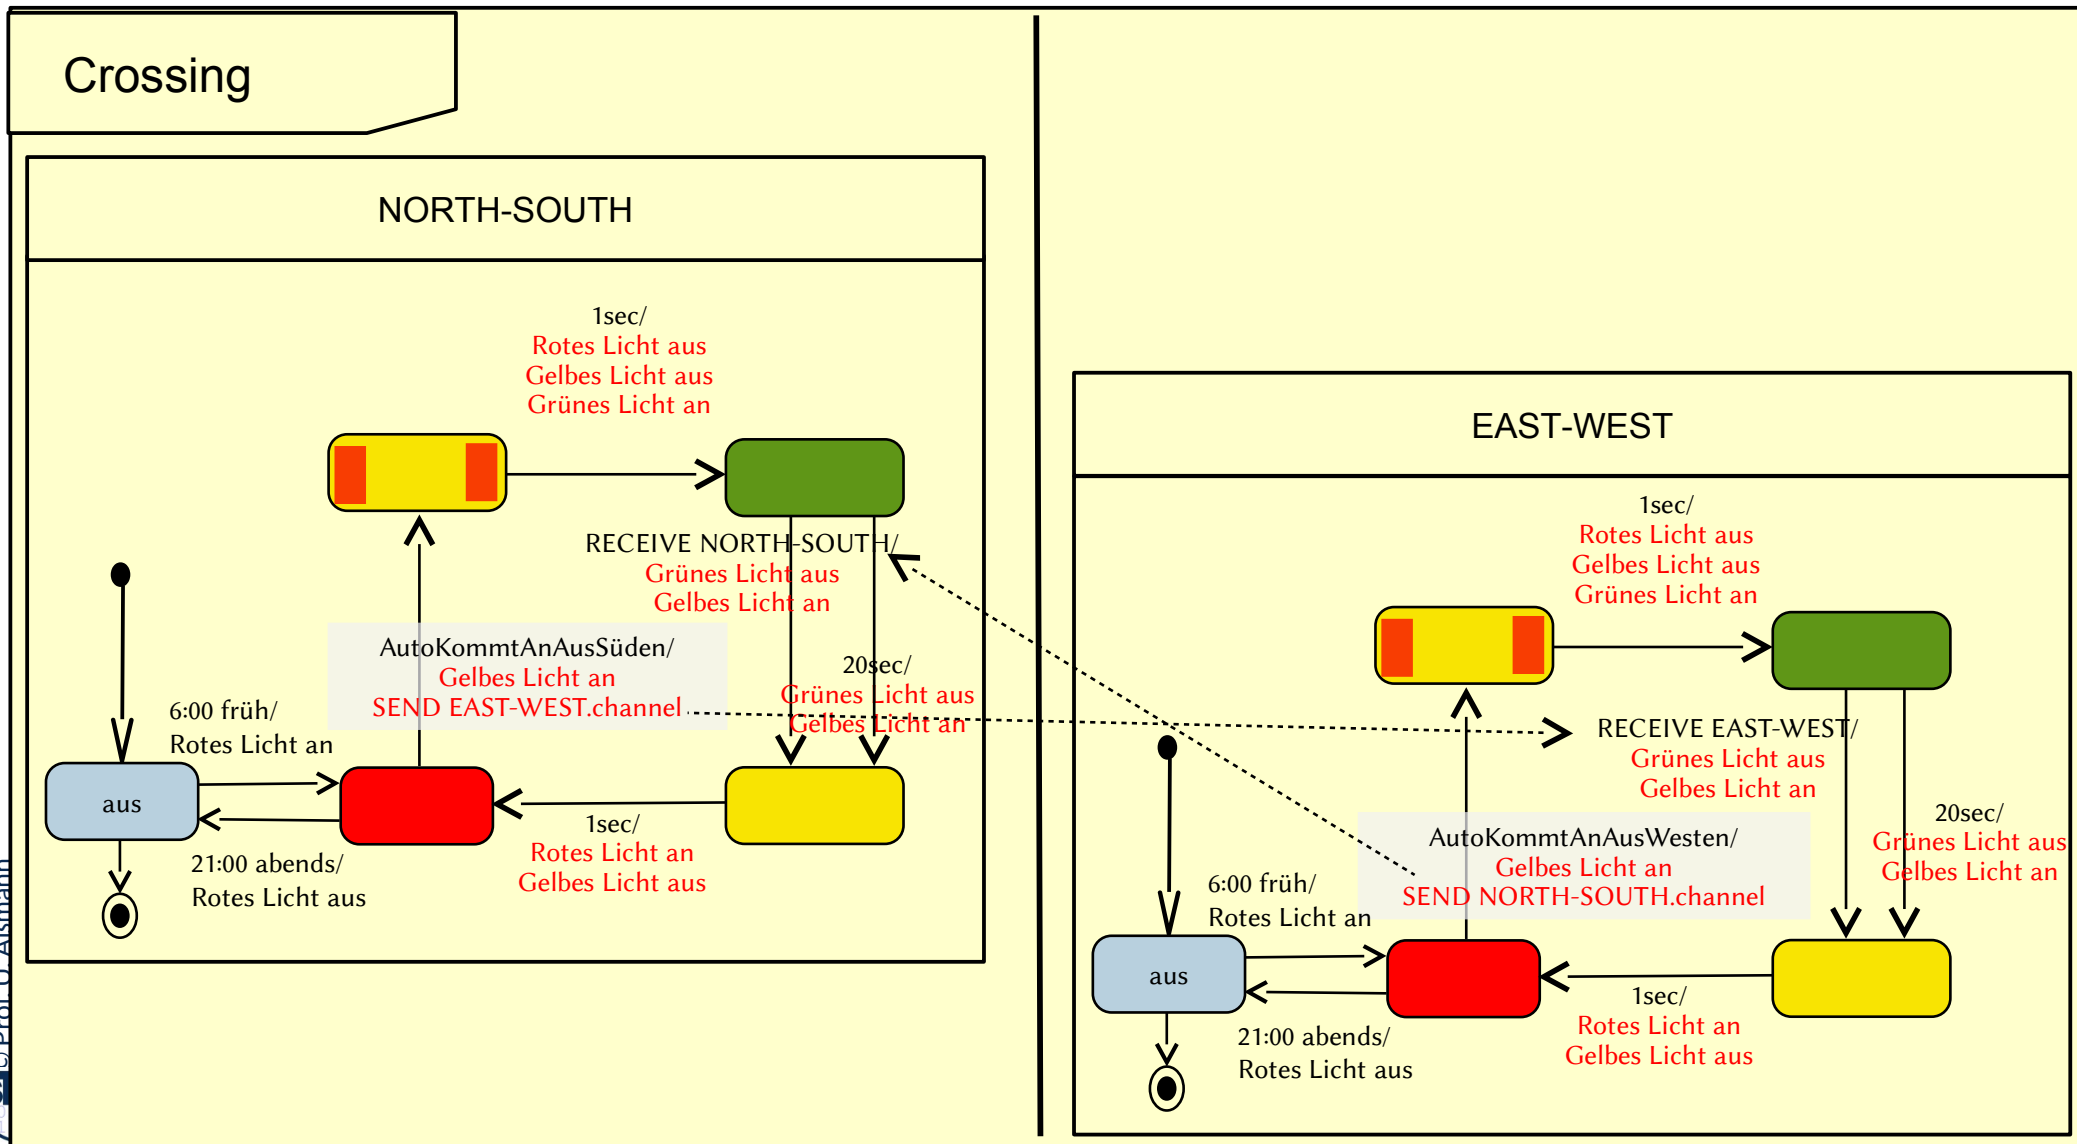 Crossing
NORTH-SOUTH
1sec/
Rotes Licht aus
Gelbes Licht aus
Grünes Licht an
RECEIVE NORTH-SOUTH/
Grünes Licht aus
Gelbes Licht an
AutoKommtAnAusSüden/
Gelbes Licht an
SEND EAST-WEST.channel
20sec/
Grünes Licht aus
Gelbes Licht an
6:00 früh/
Rotes Licht an
aus
21:00 abends/
Rotes Licht aus
1sec/
Rotes Licht an
Gelbes Licht aus
EAST-WEST
1sec/
Rotes Licht aus
Gelbes Licht aus
Grünes Licht an
RECEIVE EAST-WEST/
Grünes Licht aus
Gelbes Licht an
AutoKommtAnAusWesten/
Gelbes Licht an
SEND NORTH-SOUTH.channel
20sec/
Grünes Licht aus
Gelbes Licht an
6:00 früh/
Rotes Licht an
aus
21:00 abends/
Rotes Licht aus
1sec/
Rotes Licht an
Gelbes Licht aus
Prof. U.